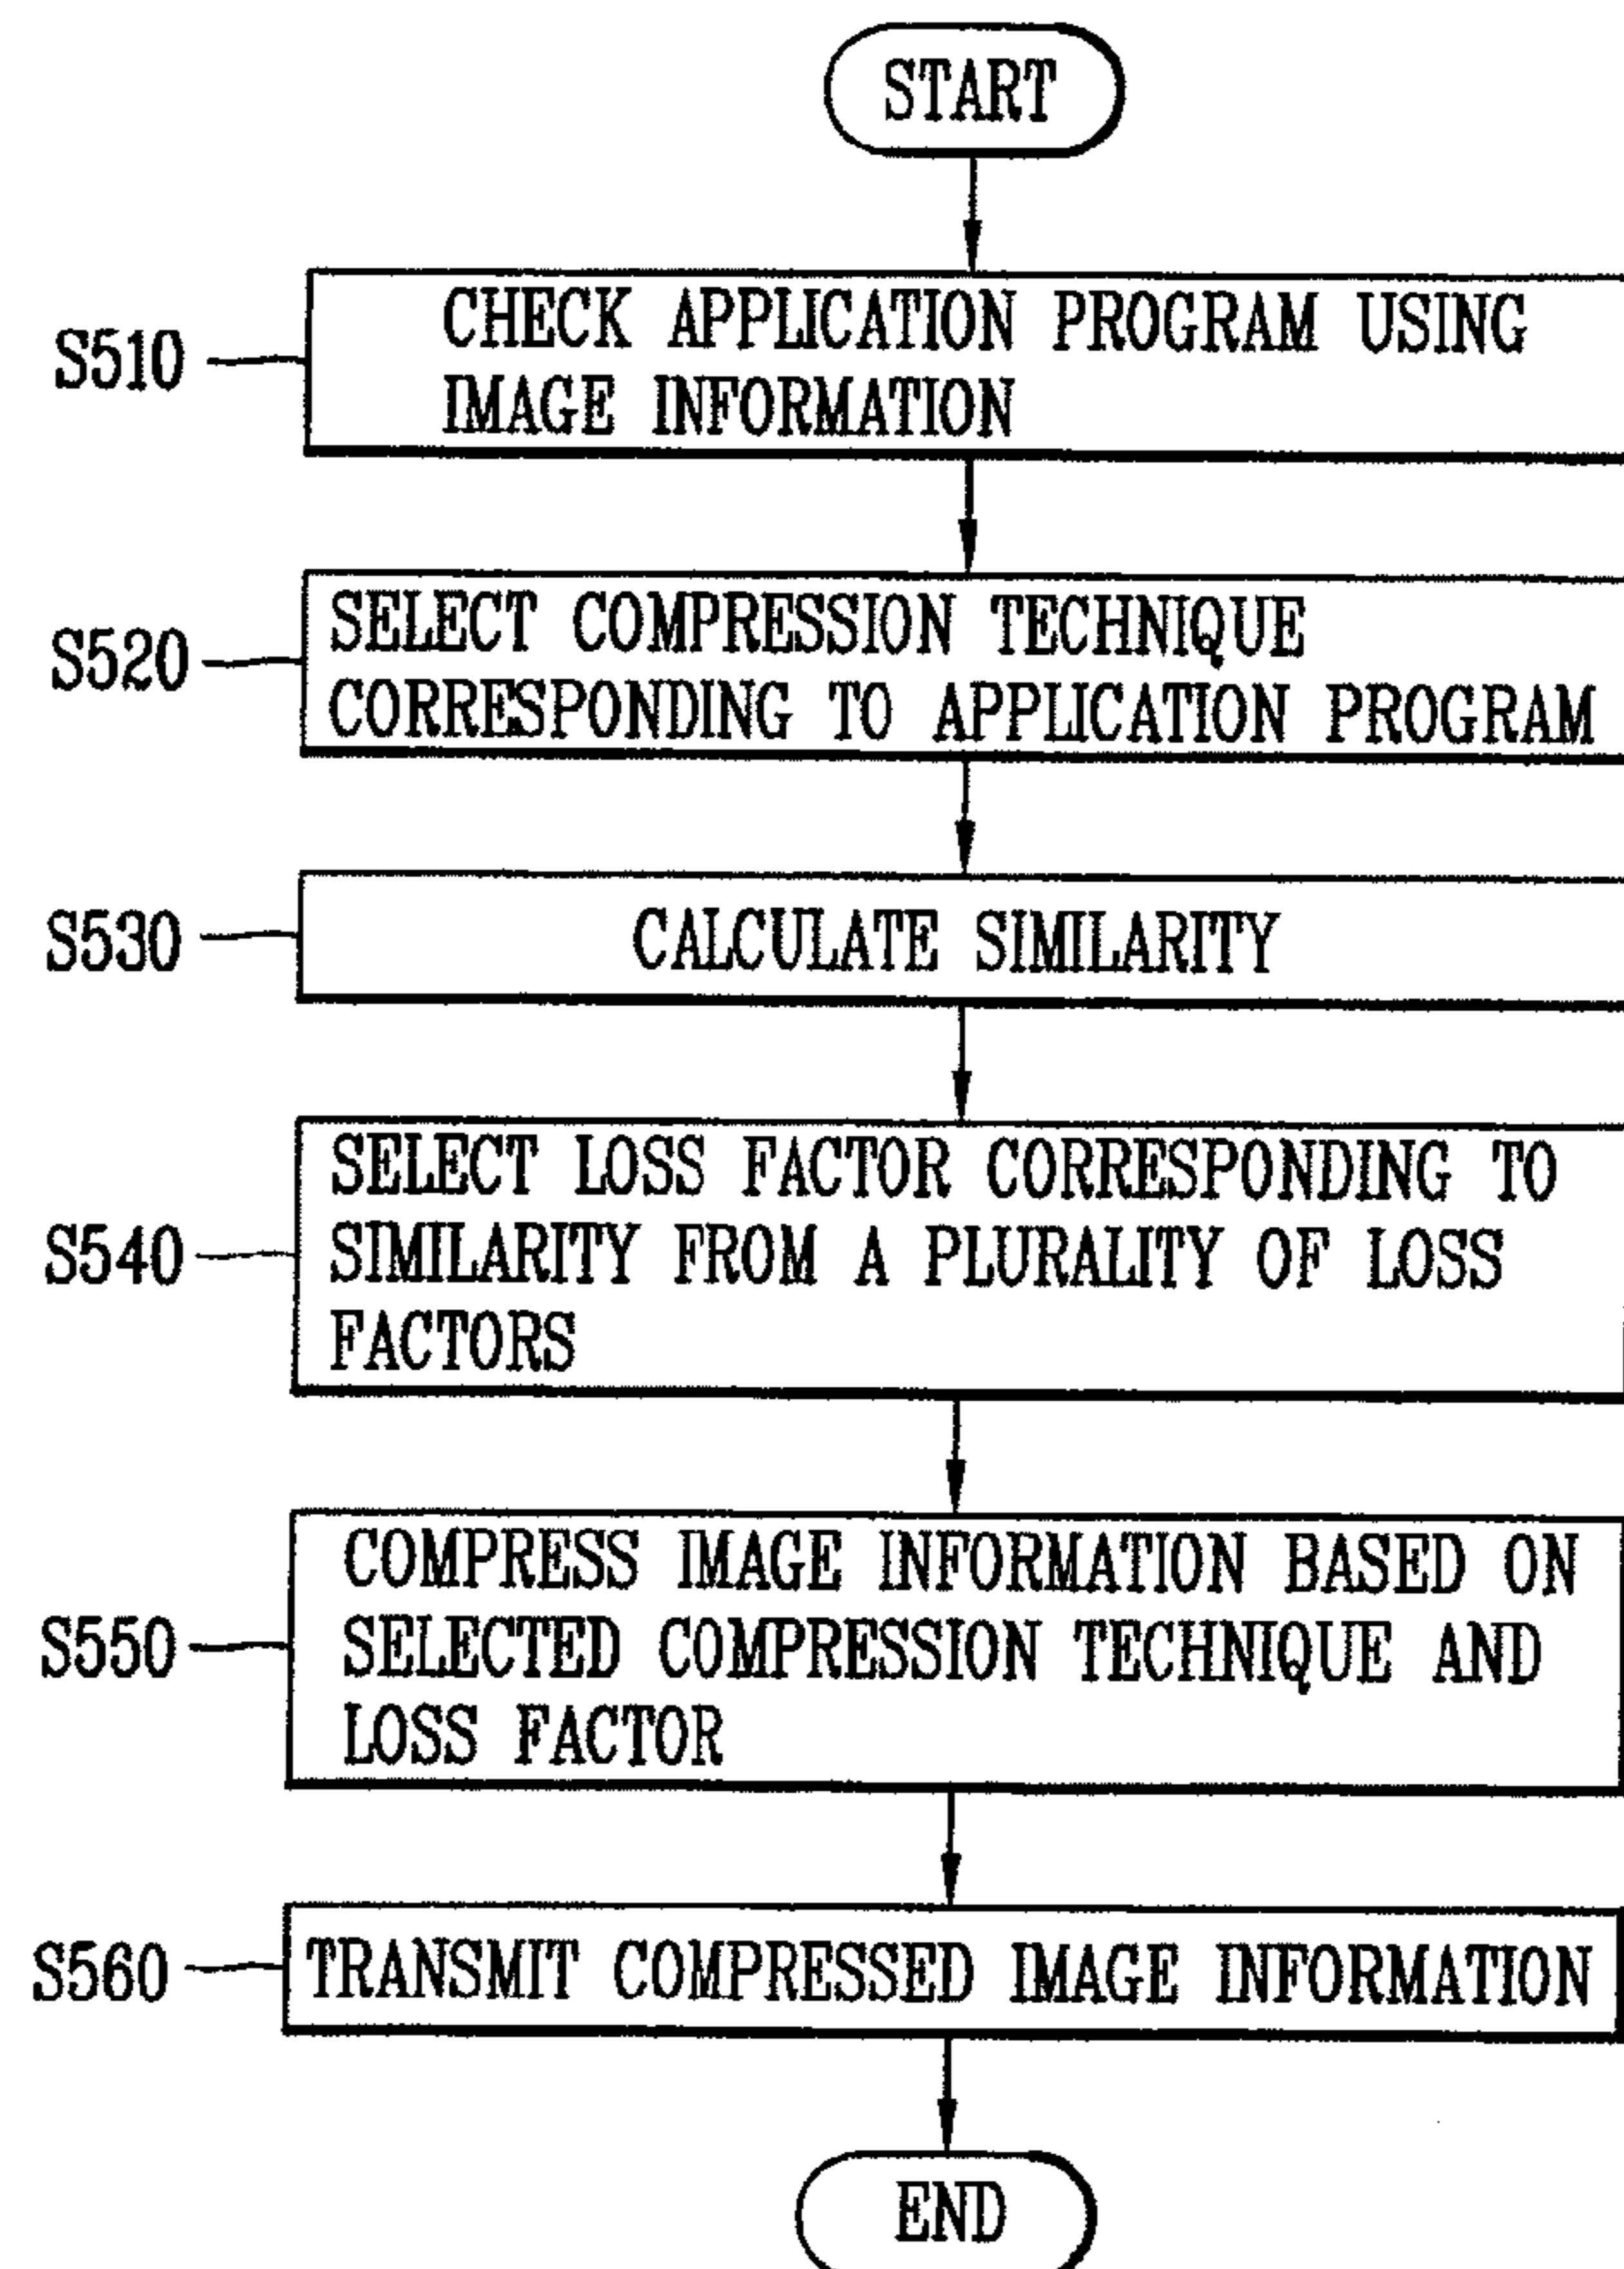 START
S510
CHECK APPLICATION PROGRAM USING
IMAGE INFORMATION
S520
SELECT COMPRESSION TECHNIQUE
CORRESPONDING TO APPLICATION PROGRAM
S530
CALCULATE SIMILARITY
S540
SELECT LOSS FACTOR CORRESPONDING TO
SIMILARITY FROM A PLURALITY OF LOSS
FACTORS
S550
COMPRESS IMAGE INFORMATION BASED ON
SELECTED COMPRESSION TECHNIQUE AND
LOSS FACTOR
S560
TRANSMIT COMPRESSED IMAGE INFORMATION
END